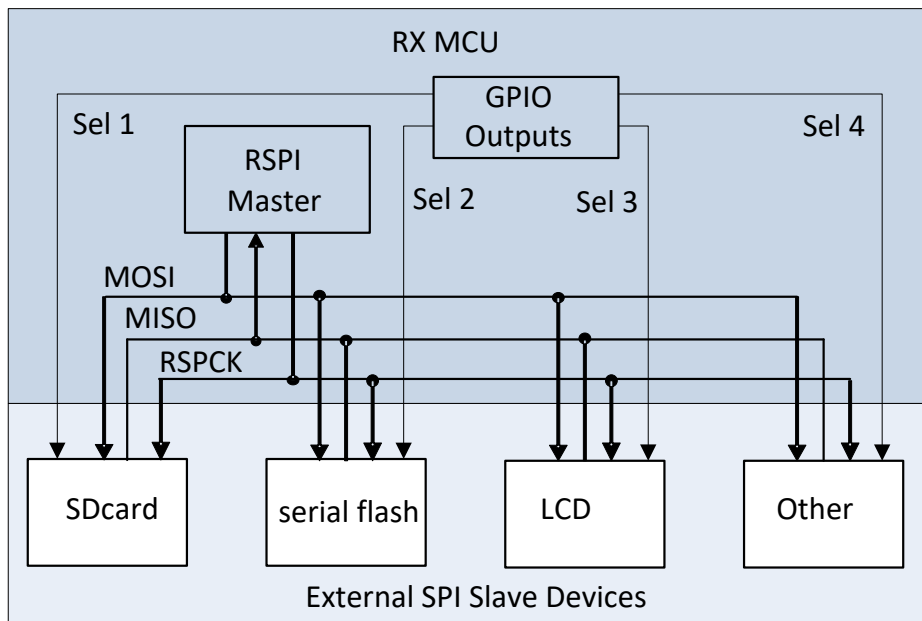 RX MCU
GPIO
Outputs
Sel 1
Sel 4
RSPI
Master
Sel 2
Sel 3
MOSI
MISO
RSPCK
SDcard
serial flash
LCD
Other
External SPI Slave Devices